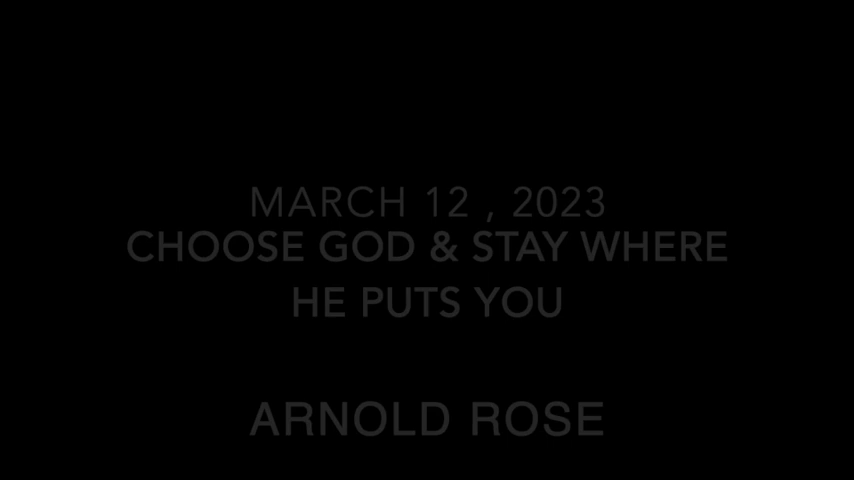 MARCH 12 , 2023
CHOOSE GOD & STAY WHERE
HE PUTS YOU
ARNOLD ROSE